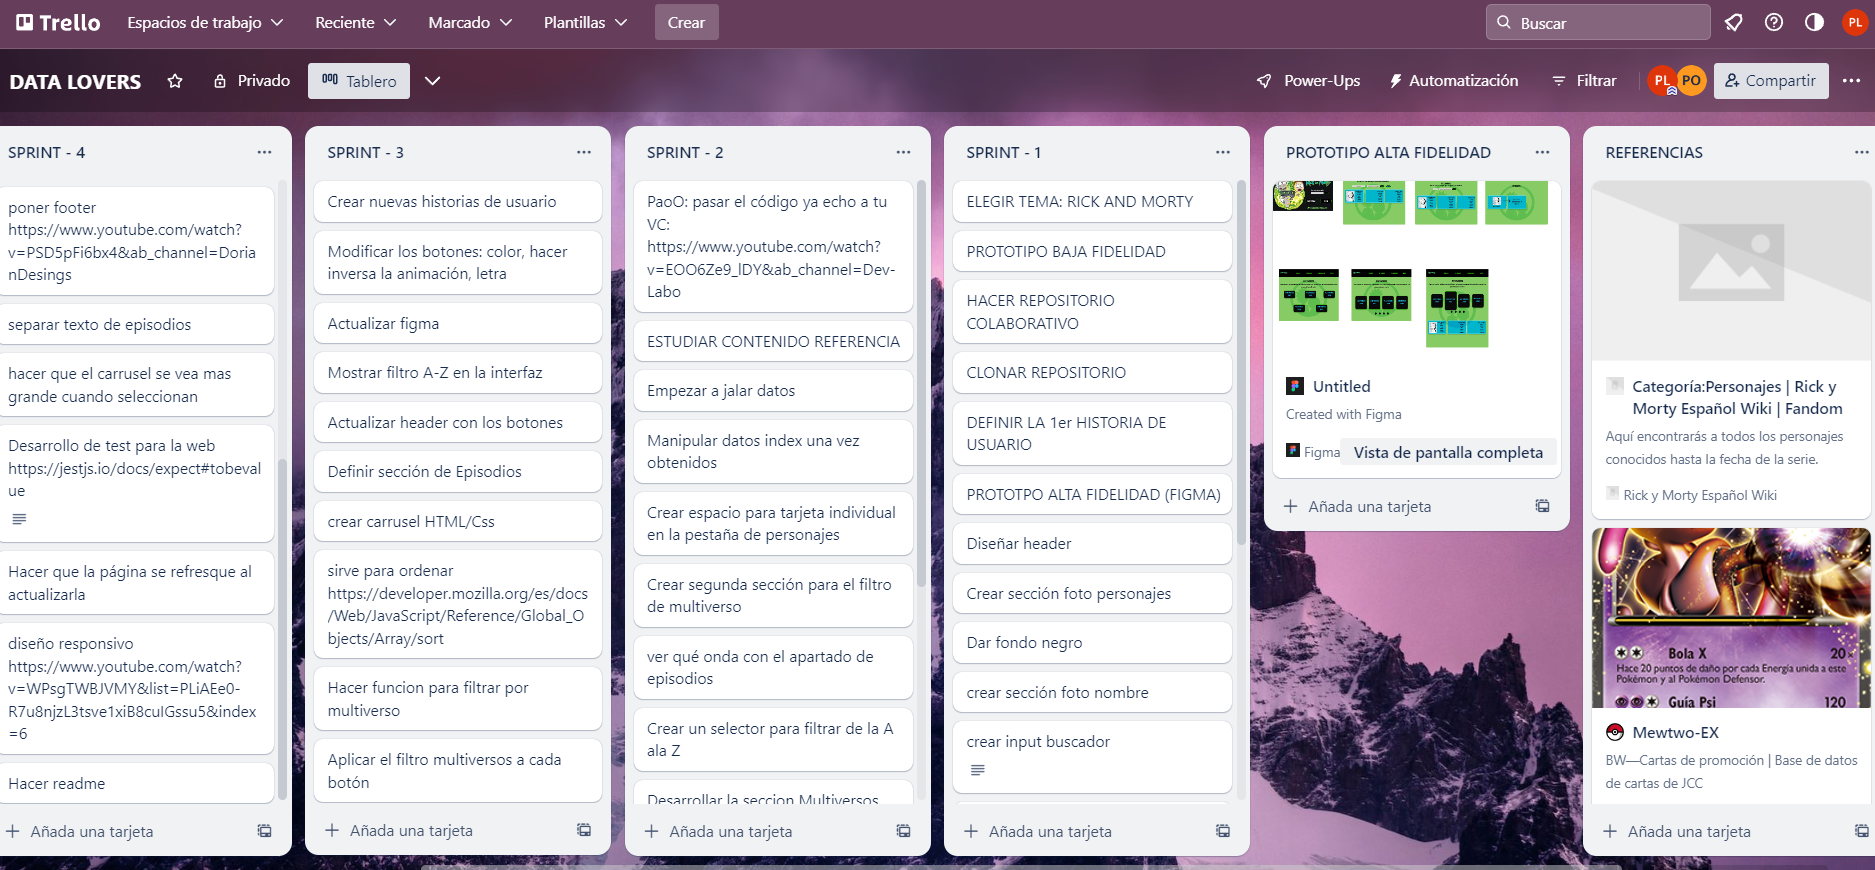 Trello
Espacios de trabajo
Reciente
Marcado
Plantillas
Crear
Buscar
PL
DATA LOVERS
Privado
Tablero
Power-Ups
Automatización
Filtrar
PL
PO
Compartir
SPRINT - 4
poner footer
https://www.youtube.com/watch?
v=PSD5pFi6bx4&ab_channel=Doria
nDesings
separar texto de episodios
hacer que el carrusel se vea mas
grande cuando seleccionan
Desarrollo de test para la web
https://jestjs.io/docs/expect#tobeval
ue
Hacer que la página se refresque al
actualizarla
diseño responsivo
https://www.youtube.com/watch?
v=WPsgTWBJVMY&list=PLiAEe0-
R7u8njzL3tsve1xiB8culGssu5&index
=6
Hacer readme
Añada una tarjeta
SPRINT - 3
Crear nuevas historias de usuario
Modificar los botones: color, hacer
inversa la animación, letra
Actualizar figma
Mostrar filtro A-Z en la interfaz
Actualizar header con los botones
Definir sección de Episodios
crear carrusel HTML/Css
sirve para ordenar
https://developer.mozilla.org/es/docs
/Web/JavaScript/Reference/Global_O
bjects/Array/sort
Hacer funcion para filtrar por
multiverso
Aplicar el filtro multiversos a cada
botón
Añada una tarjeta
SPRINT - 2
PaoO: pasar el código ya echo a tu
VC:
https://www.youtube.com/watch?
v=EOO6Ze9_lDY&ab_channel=Dev-
Labo
ESTUDIAR CONTENIDO REFERENCIA
Empezar a jalar datos
Manipular datos index una vez
obtenidos
Crear espacio para tarjeta individual
en la pestaña de personajes
Crear segunda sección para el filtro
de multiverso
ver qué onda con el apartado de
episodios
Crear un selector para filtrar de la A
ala Z
Desarrollar la seccion Multiversos
Añada una tarjeta
SPRINT - 1
ELEGIR TEMA: RICK AND MORTY
PROTOTIPO BAJA FIDELIDAD
HACER REPOSITORIO
COLABORATIVO
CLONAR REPOSITORIO
DEFINIR LA 1er HISTORIA DE
USUARIO
PROTOTPO ALTA FIDELIDAD (FIGMA)
Diseñar header
Crear sección foto personajes
Dar fondo negro
crear sección foto nombre
crear input buscador
Añada una tarjeta
PROTOTIPO ALTA FIDELIDAD
Untitled
Created with Figma
Figma
Vista de pantalla completa
Añada una tarjeta
REFERENCIAS
Categoría:Personajes | Rick y
Morty Español Wiki | Fandom
Aquí encontrarás a todos los personajes
conocidos hasta la fecha de la serie.
Rick y Morty Español Wiki
Bola X 20×
Hace 20 puntos de daño por cada Energía unida a este
Pokémon y al Pokémon Defensor.
Guía Psi 120
Mewtwo-EX
BW—Cartas de promoción | Base de datos
de cartas de JCC
Añada una tarjeta